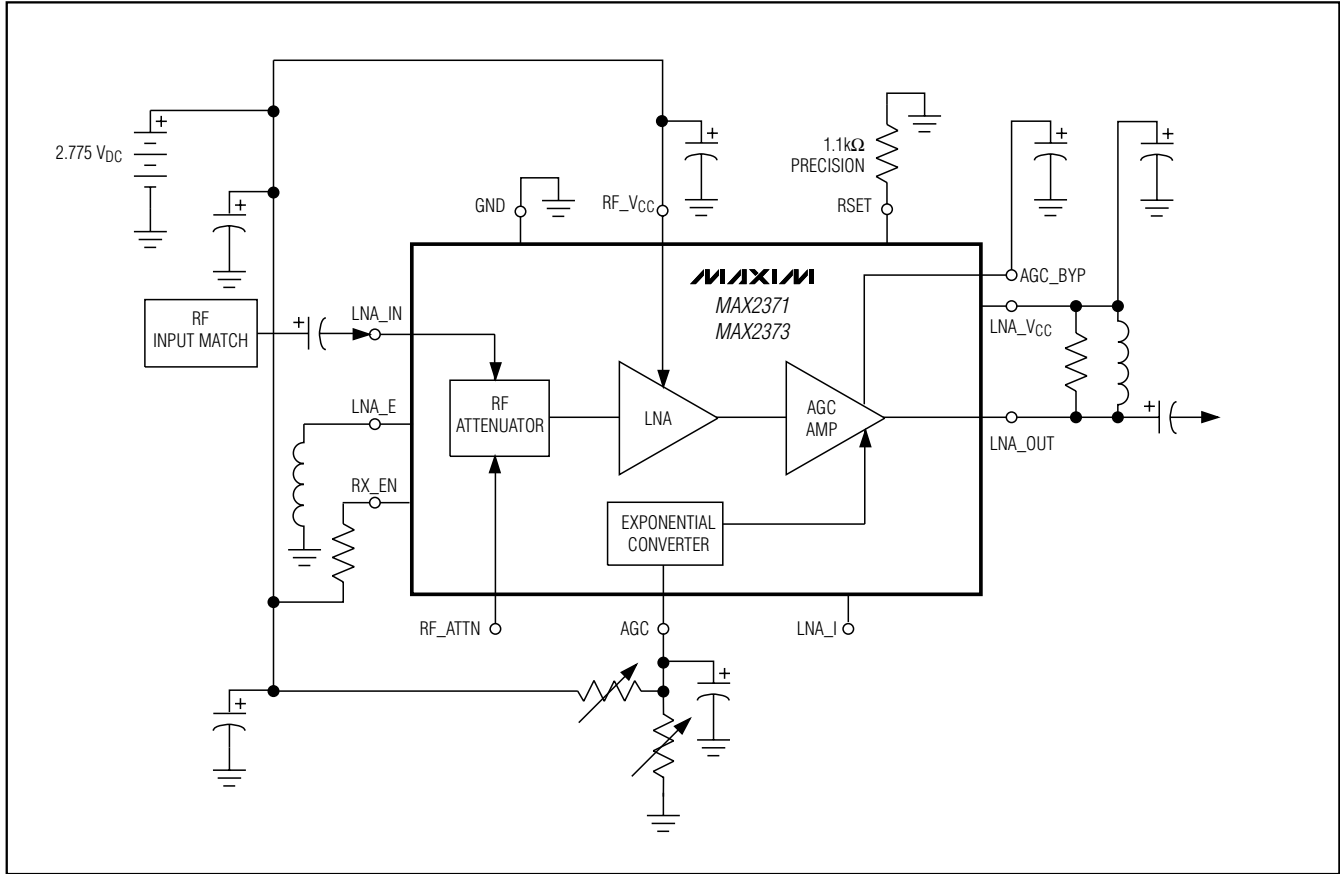 2.775 VDC
+
+
+
1.1kΩ
PRECISION
+
+
GND
RF_VCC
RSET
MAXIM
MAX2371
MAX2373
AGC_BYP
LNA_VCC
RF
INPUT MATCH
+
LNA_IN
LNA_E
RX_EN
RF
ATTENUATOR
LNA
AGC
AMP
EXPONENTIAL
CONVERTER
LNA_OUT
+
RF_ATTN
AGC
LNA_I
+
+